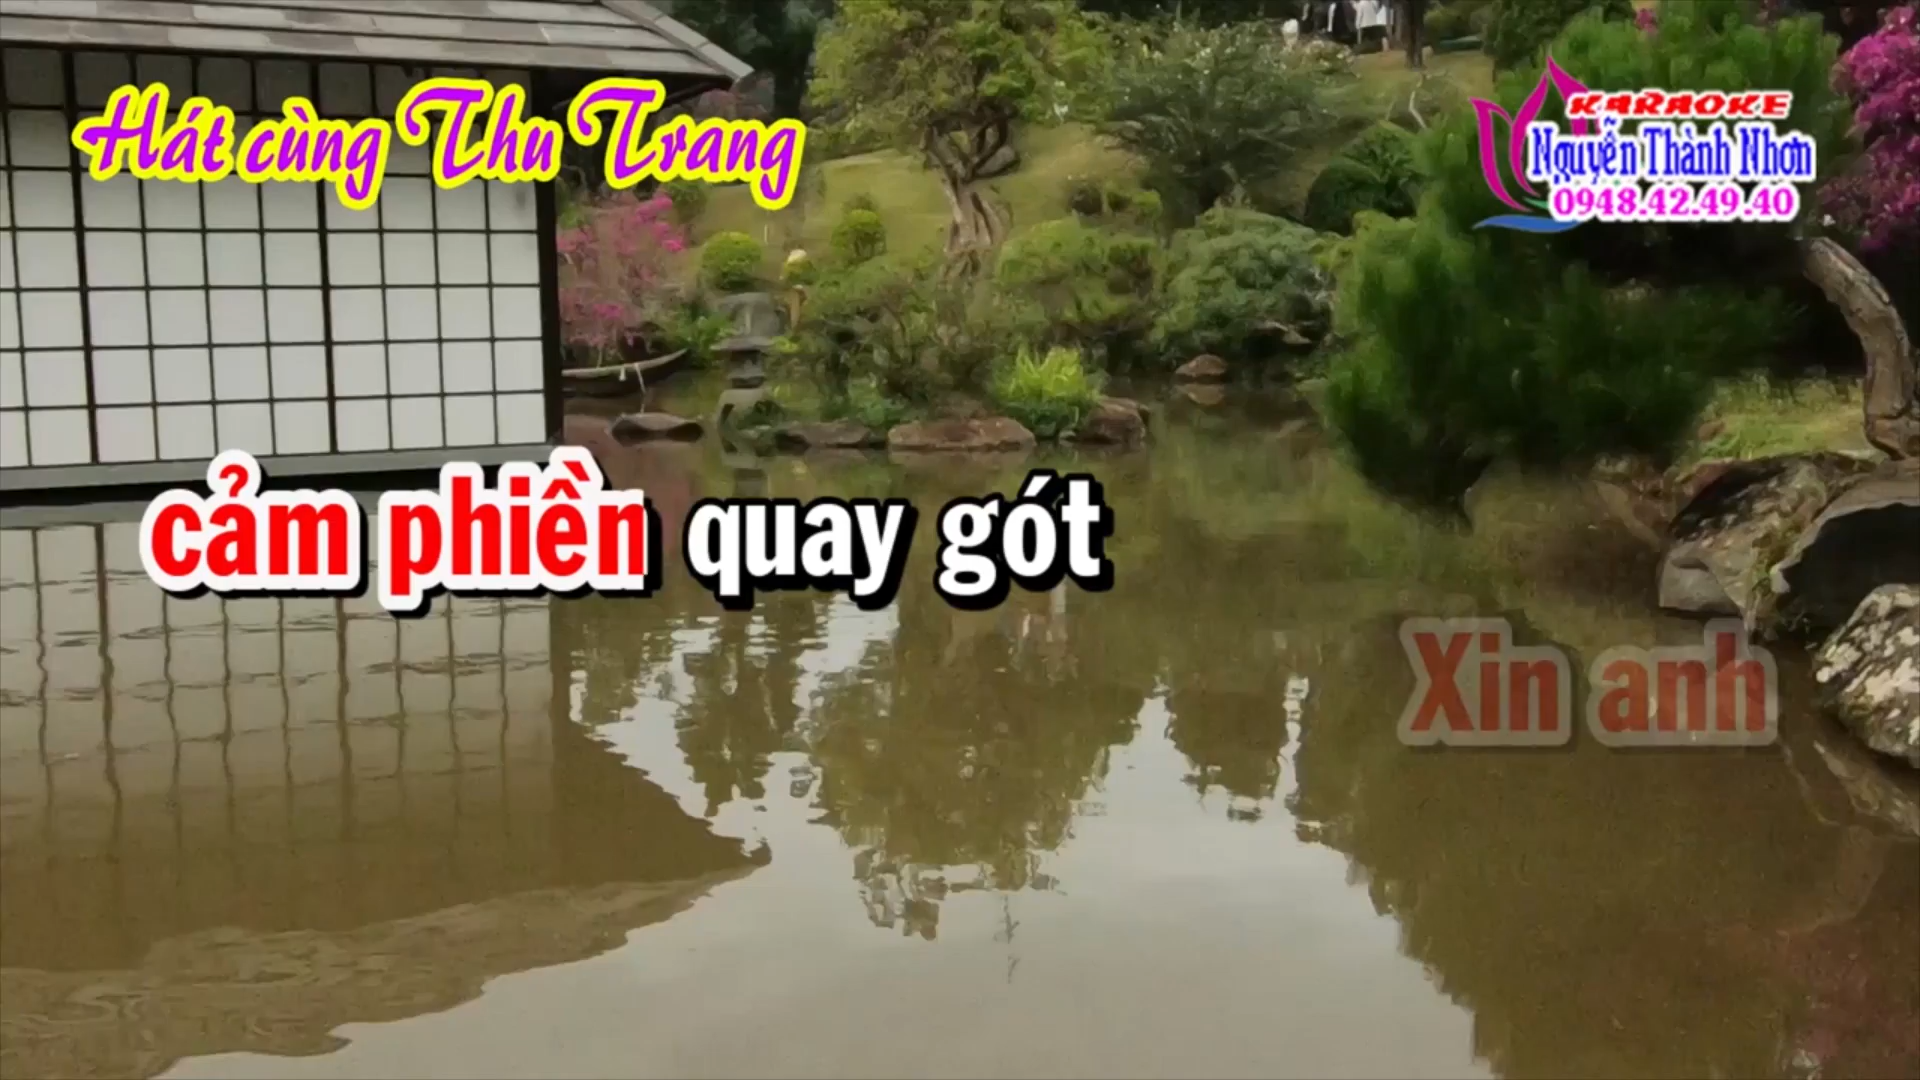 Hát cùng Thu Trang
KARAOKE
Nguyễn Thành Nhơn
0948.42.49.40
cảm phiền quay gót
Xin anh